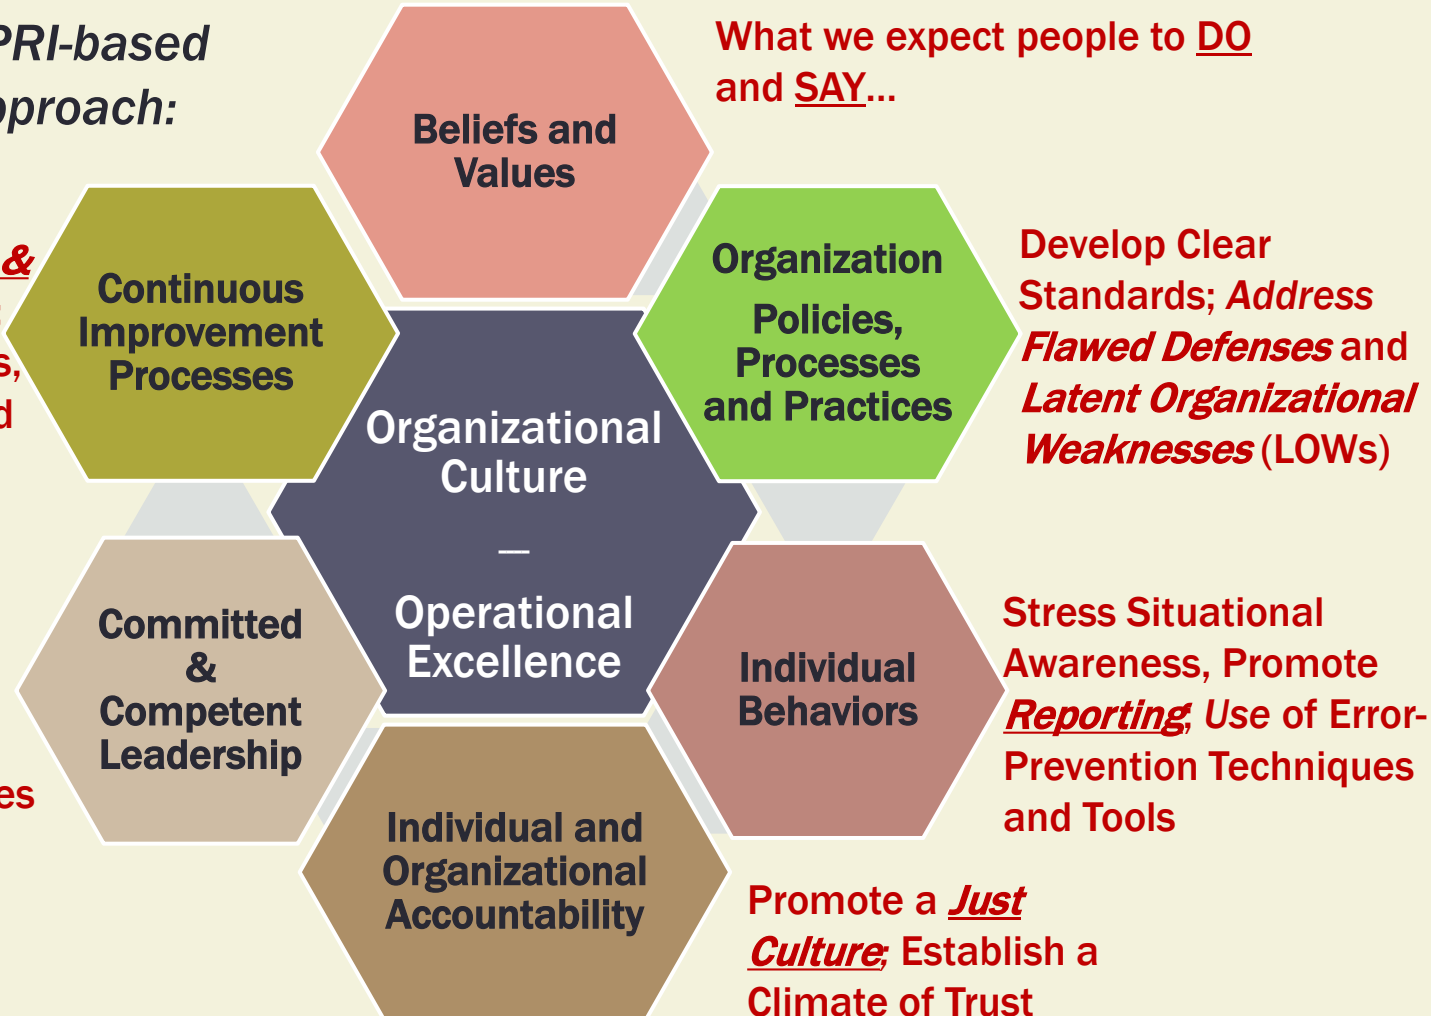 PRI-based
pproach:
What we expect people to DO
and SAY...
Beliefs and
Values
Organization
Policies,
Processes
and Practices
Develop Clear
Standards; Address
Flawed Defenses and
Latent Organizational
Weaknesses (LOWs)
&
s,
d
Continuous
Improvement
Processes
Organizational
Culture
—
Operational
Excellence
Committed
&
Competent
Leadership
es
Individual
Behaviors
Stress Situational
Awareness, Promote
Reporting; Use of Error-
Prevention Techniques
and Tools
Individual and
Organizational
Accountability
Promote a Just
Culture; Establish a
Climate of Trust